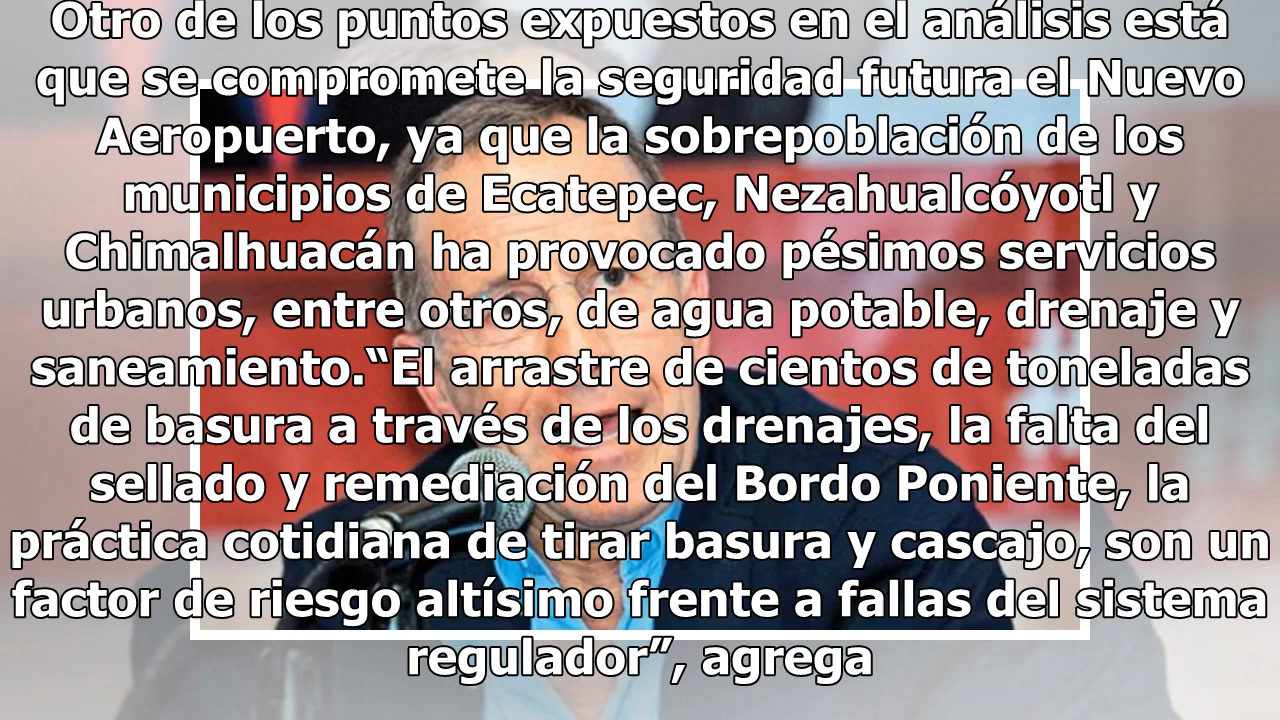 Otro de los puntos expuestos en el análisis está
que se compromete la seguridad futura el Nuevo
Aeropuerto, ya que la sobrepoblación de los
municipios de Ecatepec, Nezahualcóyotl y
Chimalhuacán ha provocado pésimos servicios
urbanos, entre otros, de agua potable, drenaje y
saneamiento.“El arrastre de cientos de toneladas
de basura a través de los drenajes, la falta del
sellado y remediación del Bordo Poniente, la
práctica cotidiana de tirar basura y cascajo, son un
factor de riesgo altísimo frente a fallas del sistema
regulador”, agrega